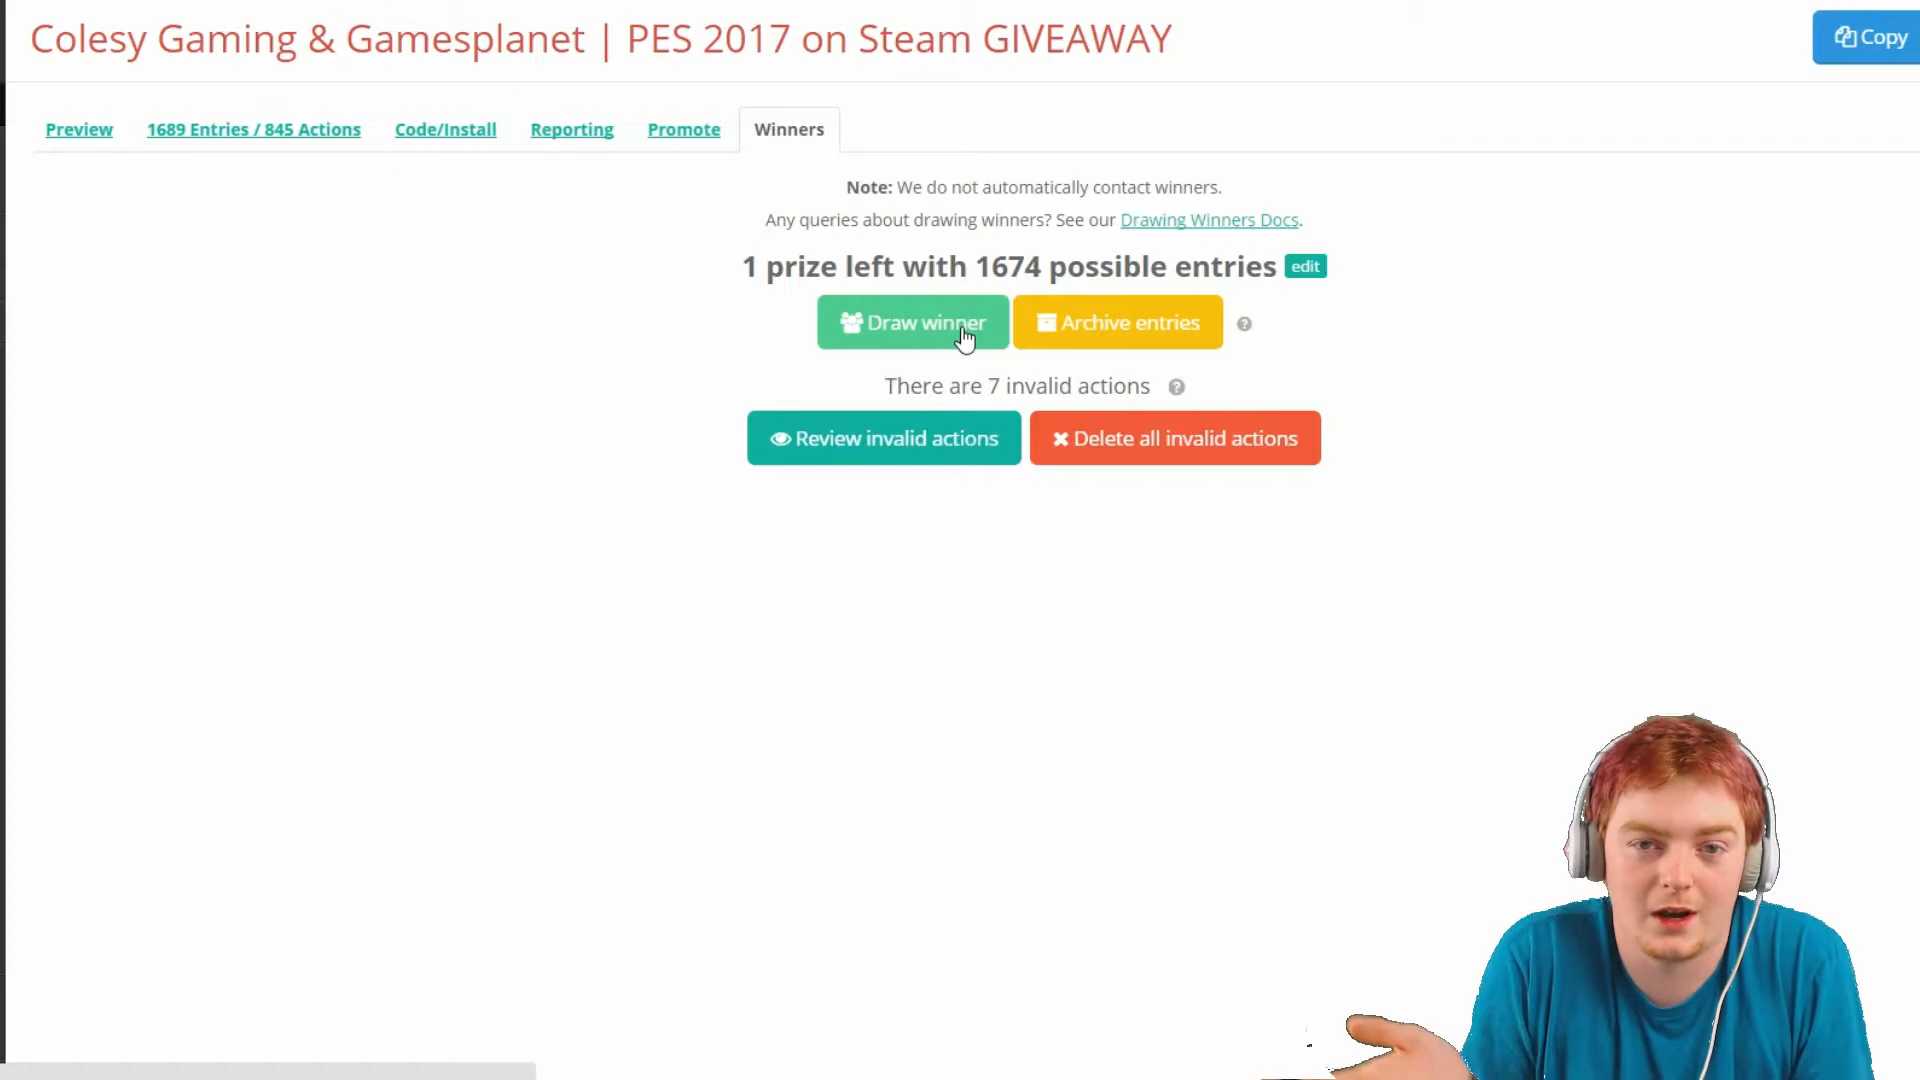 Colesy Gaming & Gamesplanet | PES 2017 on Steam GIVEAWAY
Copy
Preview 1689 Entries / 845 Actions Code/Install Reporting Promote Winners
Note: We do not automatically contact winners.
Any queries about drawing winners? See our Drawing Winners Docs.
1 prize left with 1674 possible entries edit
Draw winner Archive entries ?
There are 7 invalid actions ?
Review invalid actions Delete all invalid actions